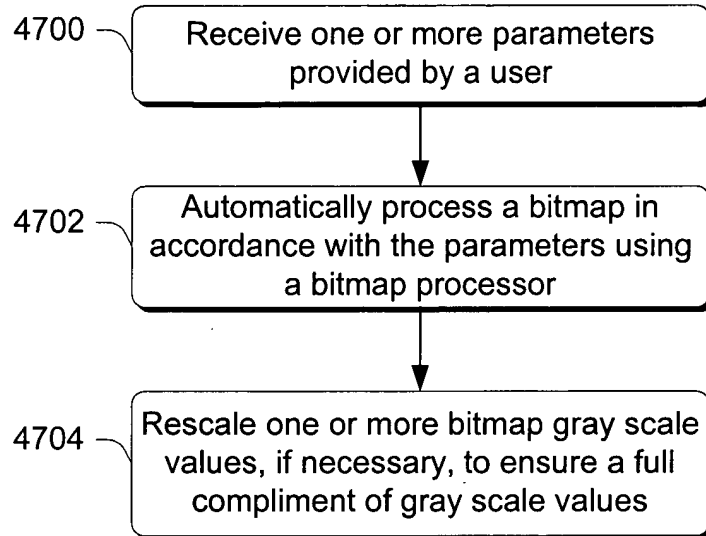 4700
Receive one or more parameters
provided by a user
4702
Automatically process a bitmap in
accordance with the parameters using
a bitmap processor
4704
Rescale one or more bitmap gray scale
values, if necessary, to ensure a full
compliment of gray scale values